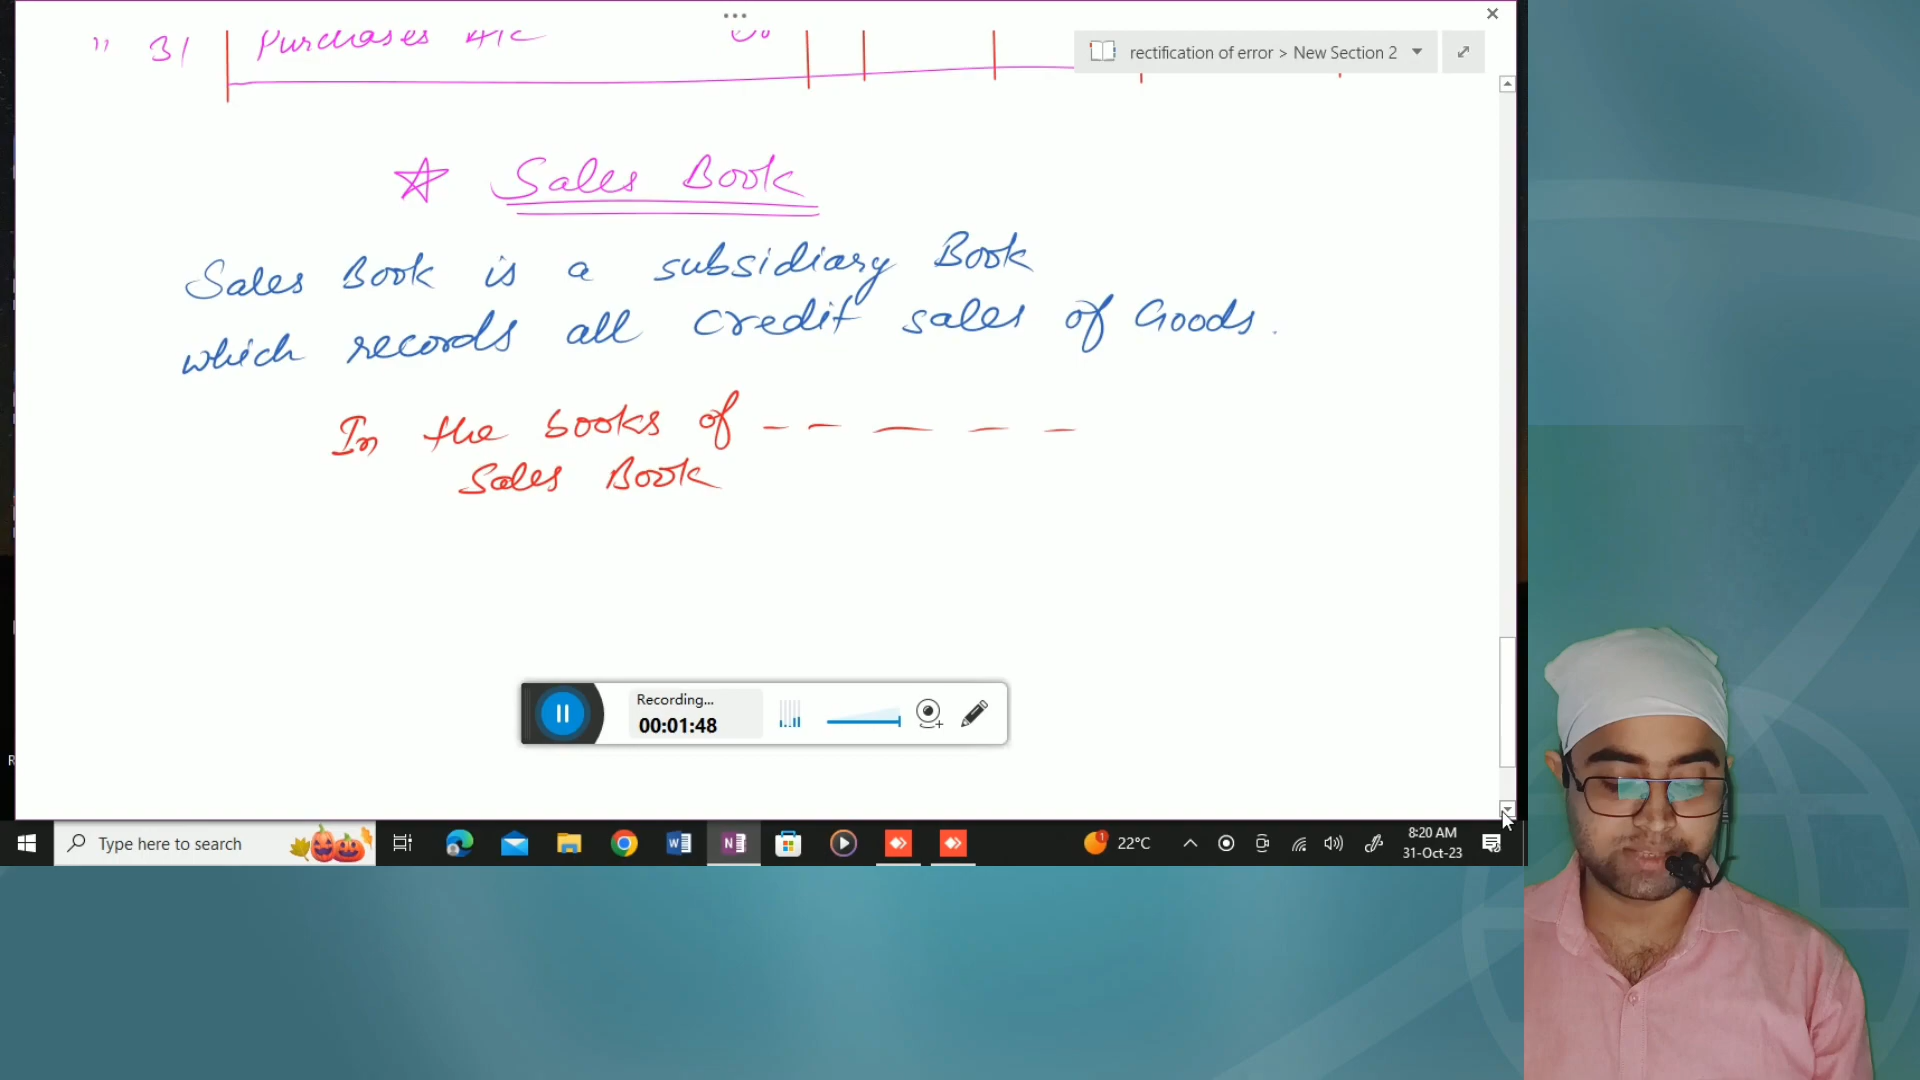 rectification of error > New Section 2
" 31 Purchases A/c
☆ Sales Book
Sales Book is a subsidiary Book
which records all credit sales of Goods.
In the books of - - - - -
Sales Book
Recording...
00:01:48
Type here to search
22°C
8:20 AM
31-Oct-23